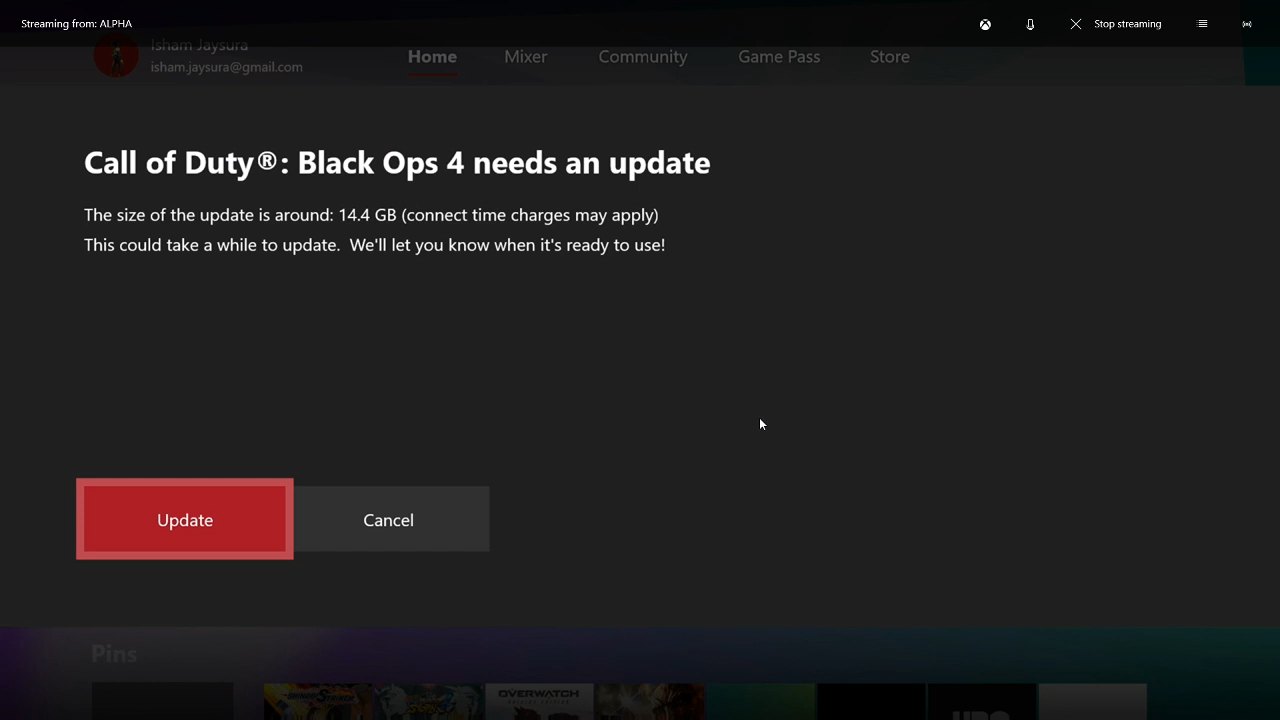 Streaming from: ALPHA
Stop streaming
Isham Jaysura
isham.jaysura@gmail.com
Home
Mixer
Community
Game Pass
Store
Call of Duty®: Black Ops 4 needs an update
The size of the update is around: 14.4 GB (connect time charges may apply)
This could take a while to update.  We'll let you know when it's ready to use!
Update
Cancel
Pins
OVERWATCH